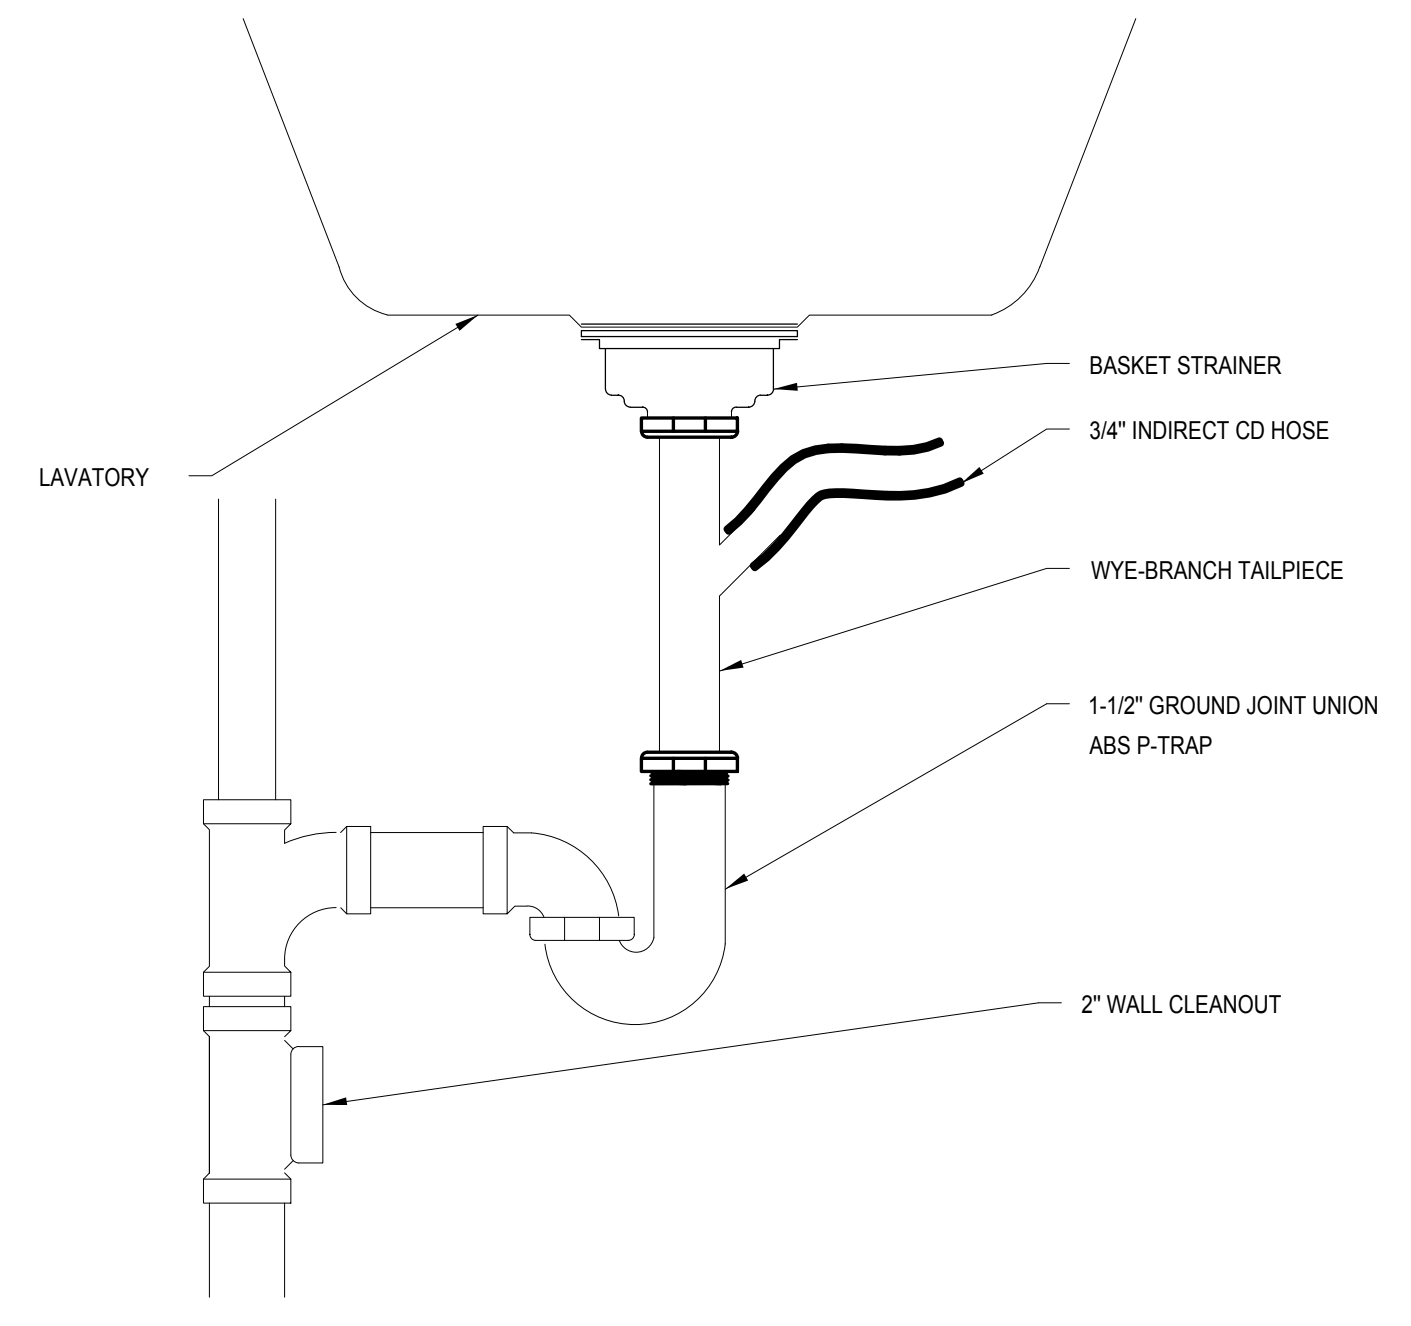 BASKET STRAINER
3/4" INDIRECT CD HOSE
LAVATORY
WYE-BRANCH TAILPIECE
1-1/2" GROUND JOINT UNION
ABS P-TRAP
2" WALL CLEANOUT